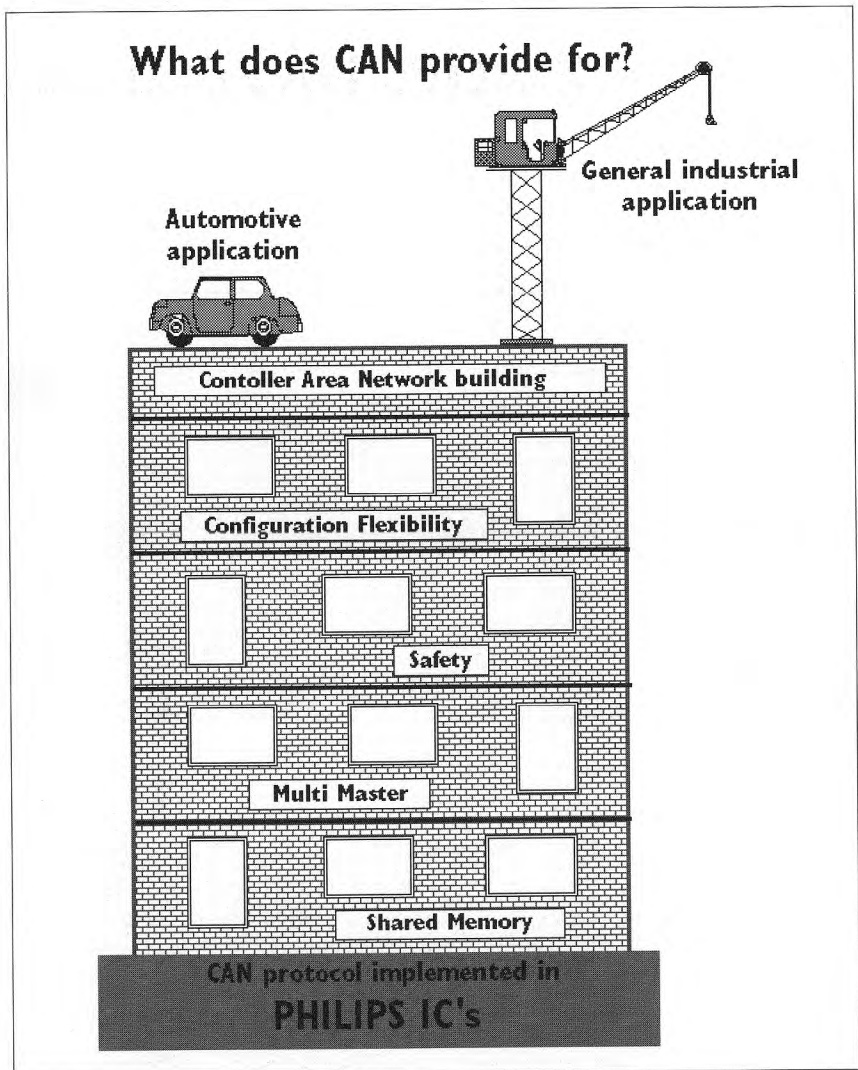 What does CAN provide for?
General industrial
application
Automotive
application
Contoller Area Network building
Configuration Flexibility
Safety
Multi Master
Shared Memory
CAN protocol implemented in
PHILIPS IC's